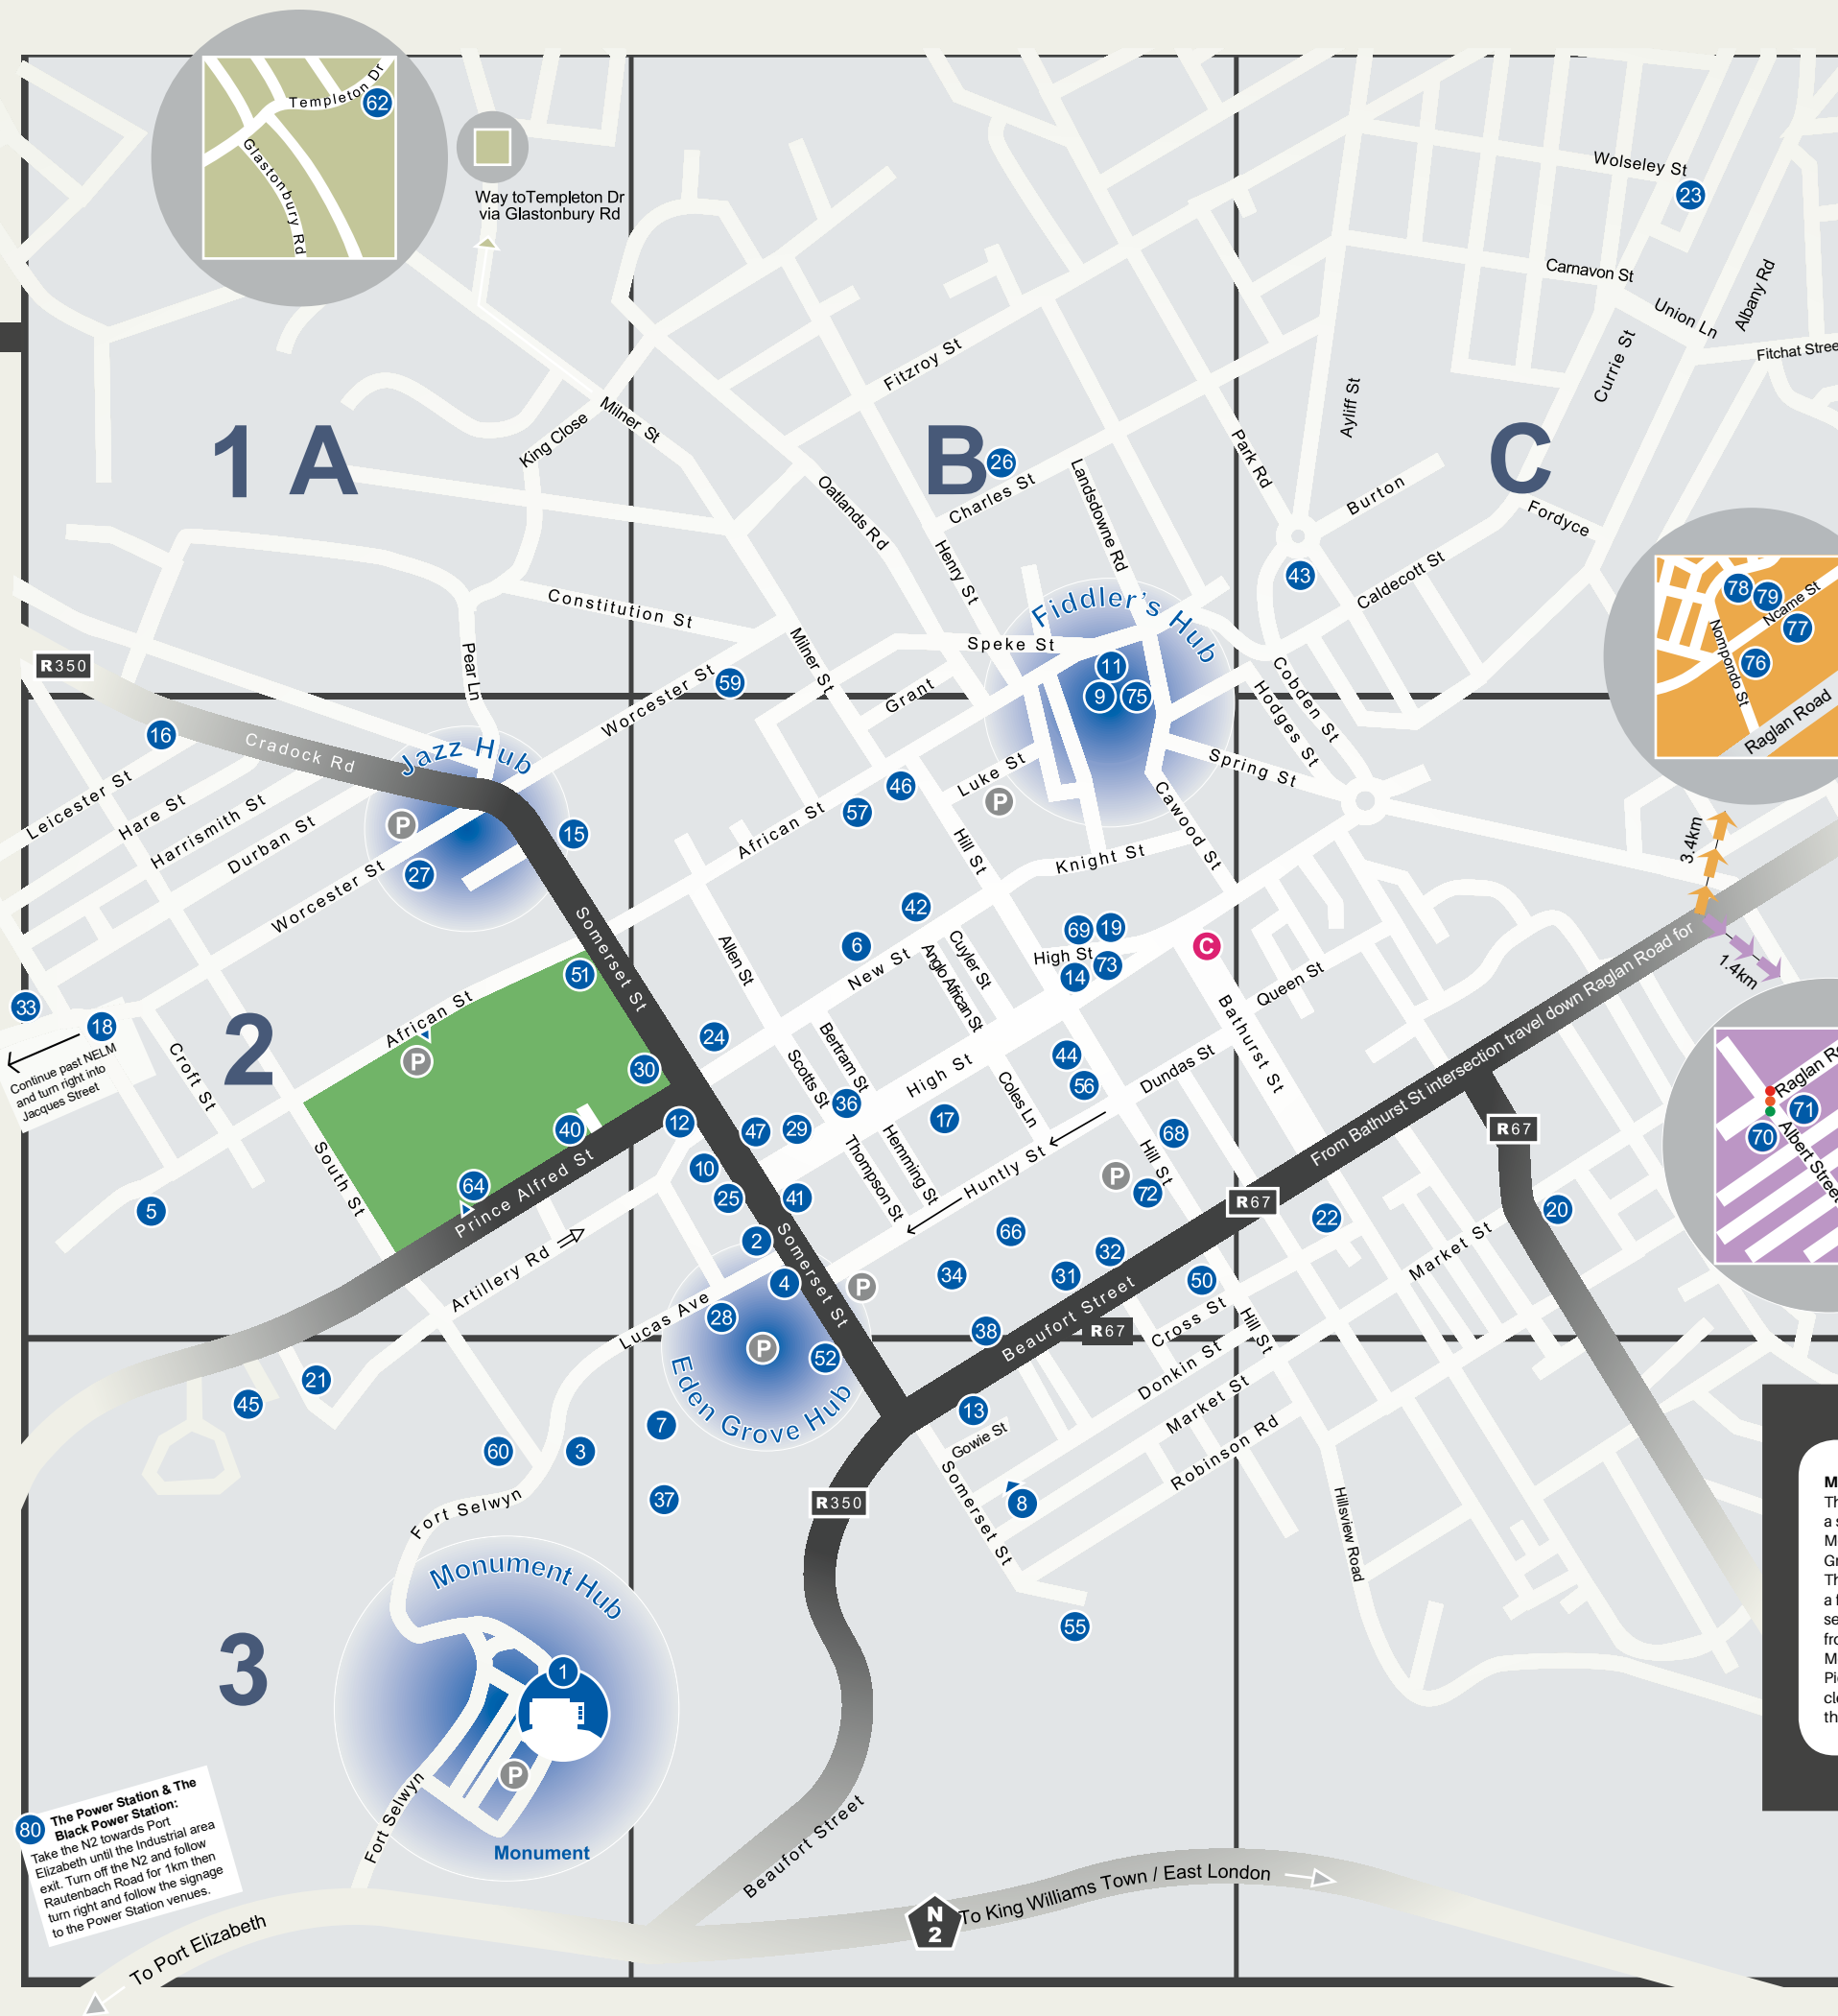 Templeton Dr
62
Glastonbury Rd
Way toTempleton Dr
via Glastonbury Rd
Wolseley St
23
Carnavon St
Union Ln
Albany Rd
Currie St
Ayliff St
Fitzroy St
Milner St
King Close
1 A
B
C
26
Charles St
Landsdowne Rd
Park Rd
Burton
Fordyce
Oatlands Rd
Henry St
43
Caldecott St
Constitution St
Fiddler's Hub
Speke St
11
9
75
78
79
Ncame St
77
76
Nompondo St
Raglan Road
R350
Pear Ln
Worcester St
59
Milner St
Grant
Cobden St
Hodges St
16
Cradock Rd
Jazz Hub
Leicester St
Hare St
Harrismith St
Durban St
Worcester St
P
27
15
46
57
African St
Luke St
P
Spring St
Cawood St
Hill St
Knight St
3.4km
1.4km
Somerset St
51
42
6
Allen St
New St
Cuyler St
Anglo African St
69
19
High St
14
73
C
Queen St
Bathurst St
33
18
Continue past NELM
and turn right into
Jacques Street
2
African St
P
Croft St
24
30
Scotts St
Bertram St
36
High St
44
56
Coles Ln
Dundas St
From Bathurst St intersection travel down Raglan Road for
R67
71
70
Albert Street
40
12
47
29
17
68
Hill St
64
Prince Alfred St
South St
5
10
25
41
Thompson St
Hemming St
Huntly St
P
72
R67
22
20
Artillery Rd
2
Somerset St
4
66
34
32
31
50
Market St
28
Lucas Ave
P
38
Beaufort Street
R67
Cross St
Hill St
P
52
Eden Grove Hub
Donkin St
Market St
Robinson Rd
21
45
13
Gowie St
7
60
3
37
Fort Selwyn
R350
Somerset St
8
Hillsview Road
Monument Hub
55
3
1
P
Monument
Fort Selwyn
Beaufort Street
80
The Power Station & The
Black Power Station:
Take the N2 towards Port
Elizabeth until the Industrial area
exit. Turn off the N2 and follow
Rautenbach Road for 1km then
turn right and follow the signage
to the Power Station venues.
N
2
To King Williams Town / East London
To Port Elizabeth